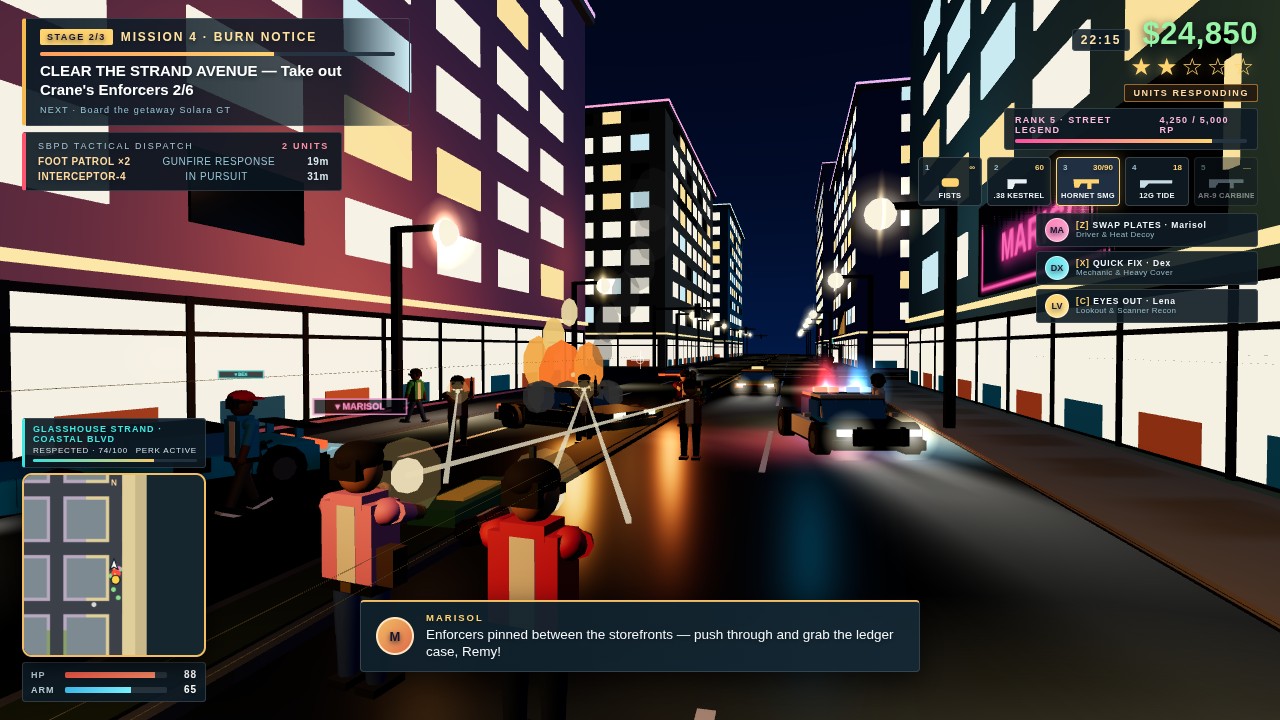 STAGE 2/3 MISSION 4 · BURN NOTICE
CLEAR THE STRAND AVENUE — Take out
Crane's Enforcers 2/6
NEXT · Board the getaway Solara GT
SBPD TACTICAL DISPATCH 2 UNITS
FOOT PATROL ×2 GUNFIRE RESPONSE 19m
INTERCEPTOR-4 IN PURSUIT 31m
22:15 $24,850
★ ★ ☆ ☆ ☆
UNITS RESPONDING
RANK 5 · STREET LEGEND 4,250 / 5,000 RP
1 ∞ FISTS
2 60 .38 KESTREL
3 30/90 HORNET SMG
4 18 12G TIDE
5 — AR-9 CARBINE
MA [Z] SWAP PLATES · Marisol
Driver & Heat Decoy
DX [X] QUICK FIX · Dex
Mechanic & Heavy Cover
LV [C] EYES OUT · Lena
Lookout & Scanner Recon
♥ MARISOL
GLASSHOUSE STRAND ·
COASTAL BLVD
RESPECTED · 74/100 PERK ACTIVE
N
HP 88
ARM 65
M
MARISOL
Enforcers pinned between the storefronts — push through and grab the ledger
case, Remy!